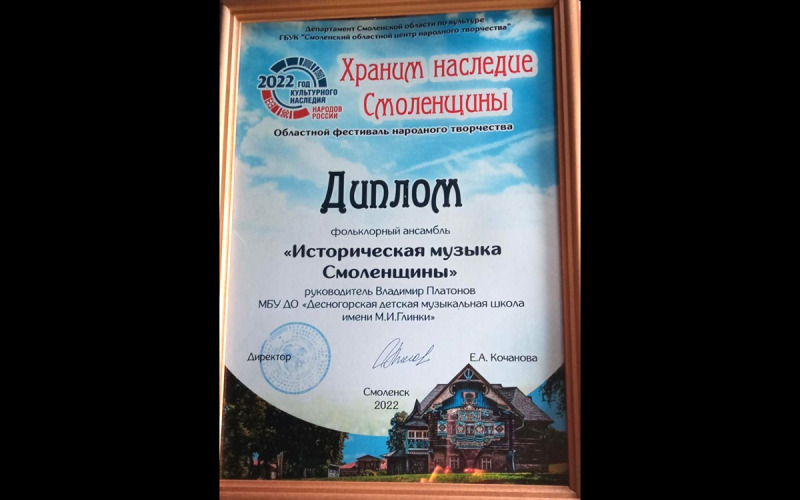 Департамент Смоленской области по культуре
ГБУК "Смоленский областной центр народного творчества"
2022 ГОД
КУЛЬТУРНОГО
НАСЛЕДИЯ
НАРОДОВ
РОССИИ
Храним наследие
Смоленщины
Областной фестиваль народного творчества
Диплом
фольклорный ансамбль
«Историческая музыка
Смоленщины»
руководитель Владимир Платонов
МБУ ДО «Десногорская детская музыкальная школа
имени М.И.Глинки»
Директор
Е.А. Кочанова
Смоленск
2022